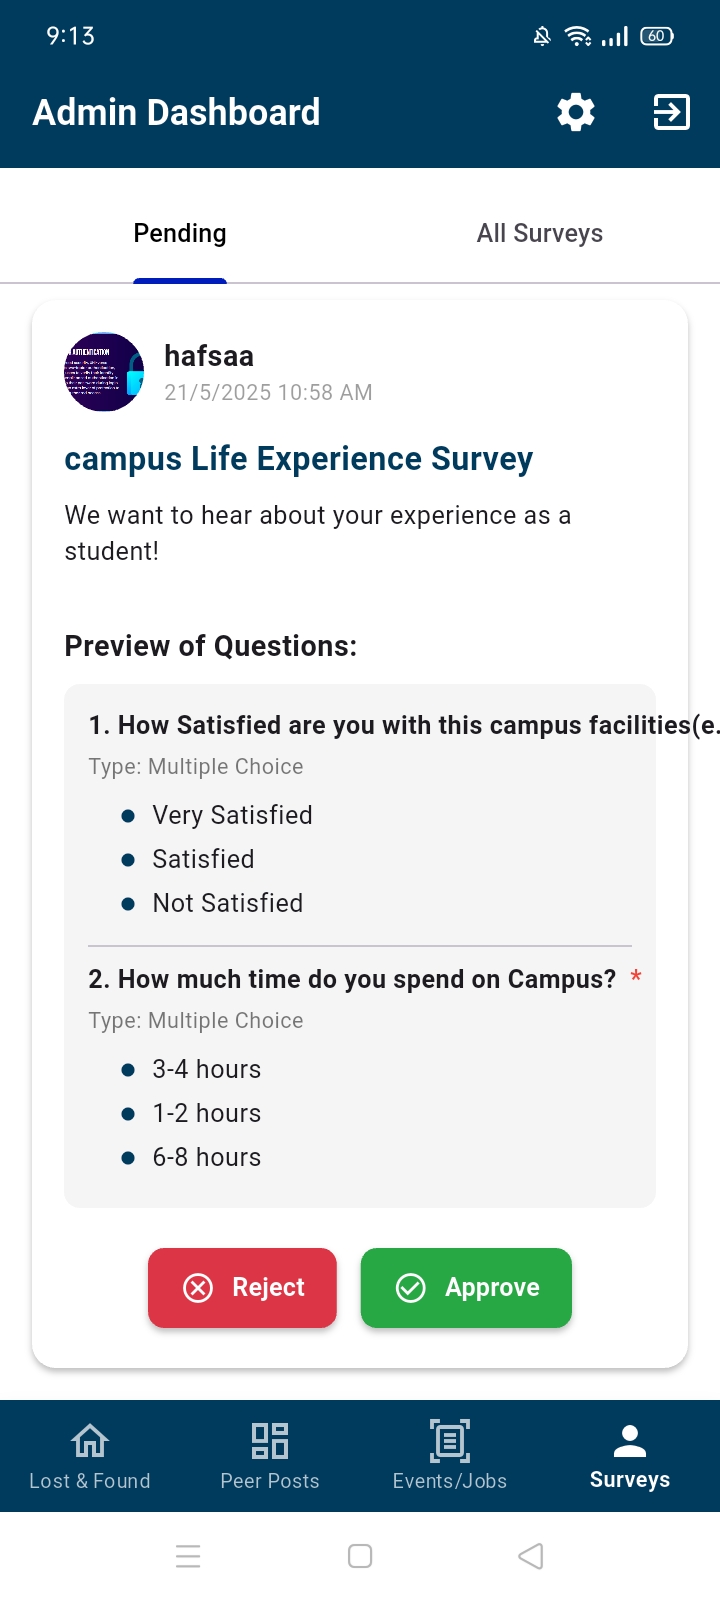 9:13
60
Admin Dashboard
Pending
All Surveys
AUTHENTICATION
hafsaa
21/5/2025 10:58 AM
campus Life Experience Survey
We want to hear about your experience as a
student!
Preview of Questions:
1. How Satisfied are you with this campus facilities(e.
Type: Multiple Choice
Very Satisfied
Satisfied
Not Satisfied
2. How much time do you spend on Campus? *
Type: Multiple Choice
3-4 hours
1-2 hours
6-8 hours
Reject
Approve
Lost & Found
Peer Posts
Events/Jobs
Surveys